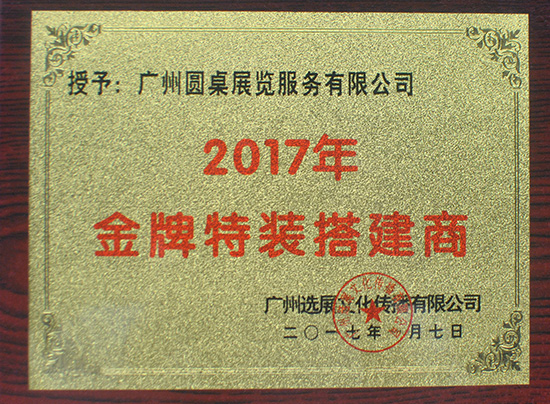 授予：广州圆桌展览服务有限公司
2017年
金牌特装搭建商
广州选展文化传播有限公司
二〇一七年 月七日